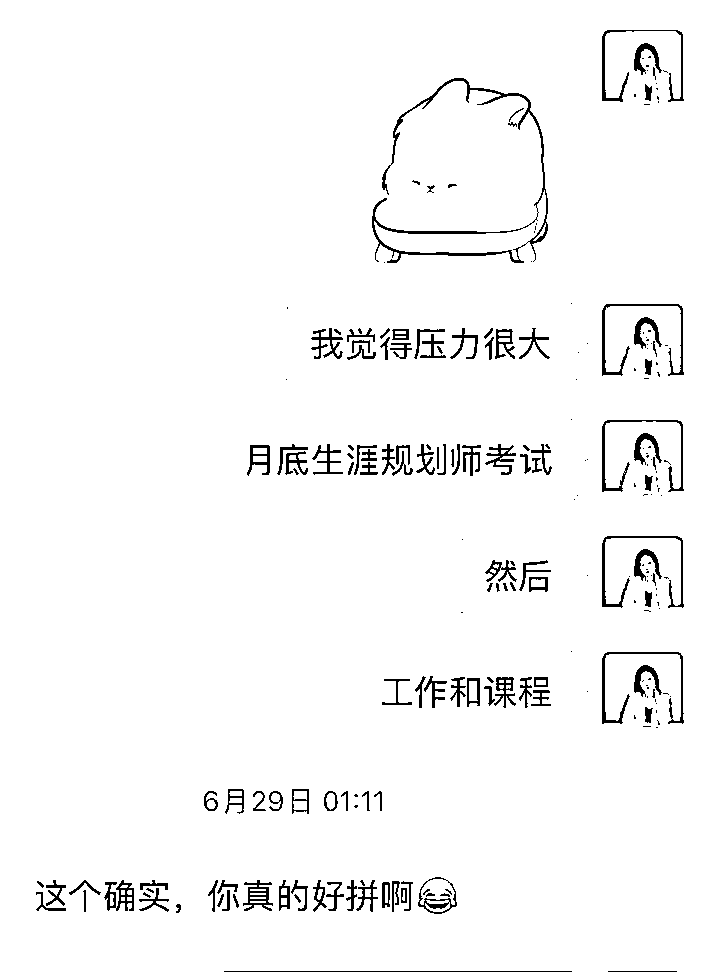 我觉得压力很大
月底生涯规划师考试
然后
工作和课程
6月29日 01:11
这个确实，你真的好拼啊😂